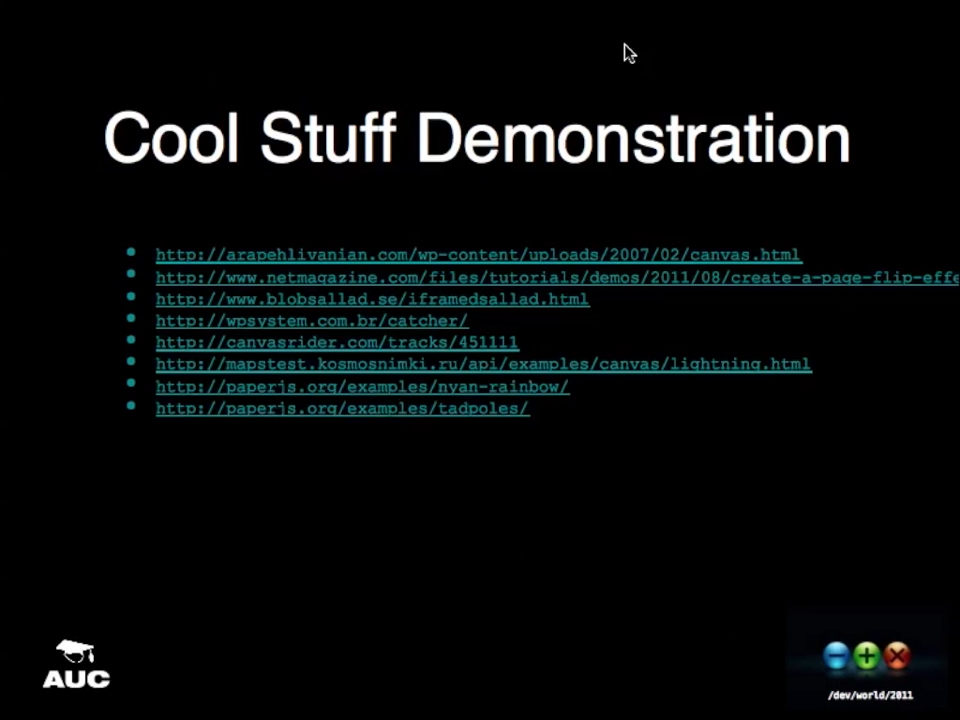 Cool Stuff Demonstration
http://arapehlivanian.com/wp-content/uploads/2007/02/canvas.html
http://www.netmagazine.com/files/tutorials/demos/2011/08/create-a-page-flip-effe
http://www.blobsallad.se/iframedsallad.html
http://wpsystem.com.br/catcher/
http://canvasrider.com/tracks/451111
http://mapstest.kosmosnimki.ru/api/examples/canvas/lightning.html
http://paperjs.org/examples/nyan-rainbow/
http://paperjs.org/examples/tadpoles/
AUC
/dev/world/2011